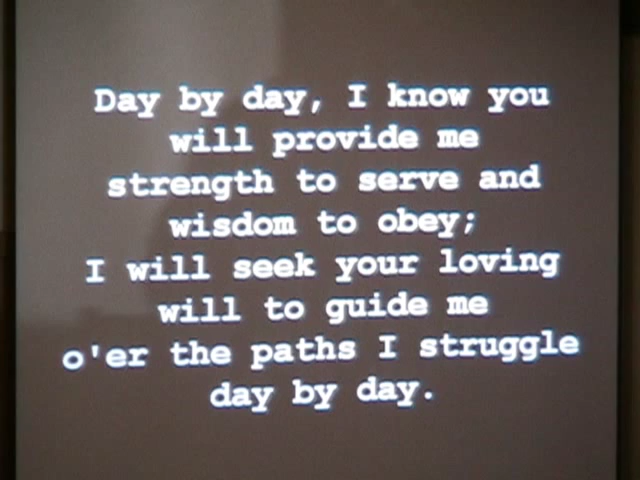 Day by day, I know you
will provide me
strength to serve and
wisdom to obey;
I will seek your loving
will to guide me
o'er the paths I struggle
day by day.